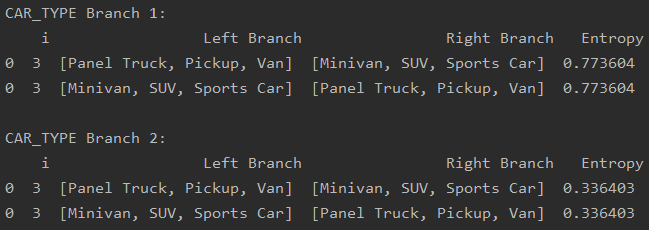 CAR_TYPE Branch 1:
i Left Branch Right Branch Entropy
0 3 [Panel Truck, Pickup, Van] [Minivan, SUV, Sports Car] 0.773604
0 3 [Minivan, SUV, Sports Car] [Panel Truck, Pickup, Van] 0.773604
CAR_TYPE Branch 2:
i Left Branch Right Branch Entropy
0 3 [Panel Truck, Pickup, Van] [Minivan, SUV, Sports Car] 0.336403
0 3 [Minivan, SUV, Sports Car] [Panel Truck, Pickup, Van] 0.336403